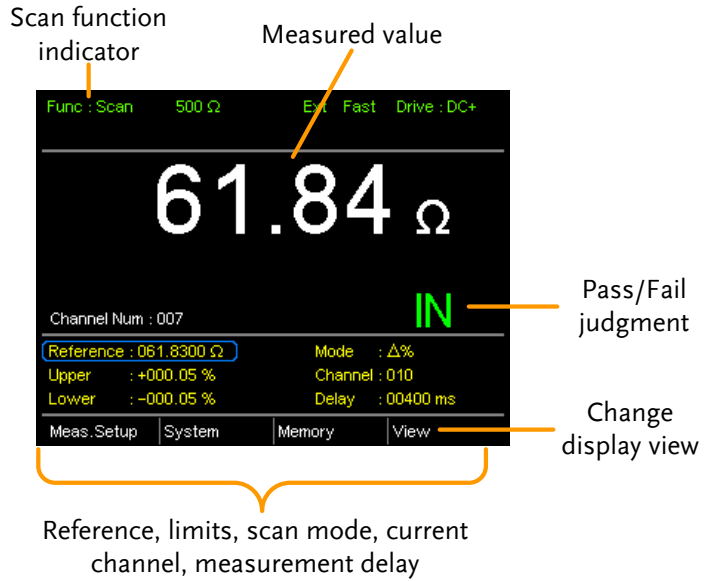 Scan function
indicator
Measured value
Func : Scan 500 Ω Ext Fast Drive : DC+
61.84 Ω
IN
Channel Num : 007
Pass/Fail
judgment
Reference : 061.8300 Ω Mode : Δ%
Upper : +000.05 % Channel : 010
Lower : −000.05 % Delay : 00400 ms
Meas.Setup System Memory View
Change
display view
Reference, limits, scan mode, current
channel, measurement delay